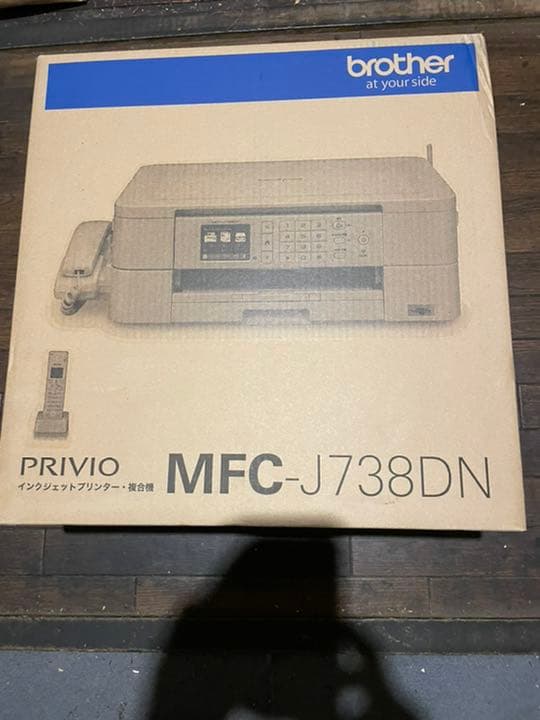 brother
at your side
PRIVIO
インクジェットプリンター・複合機
MFC-J738DN